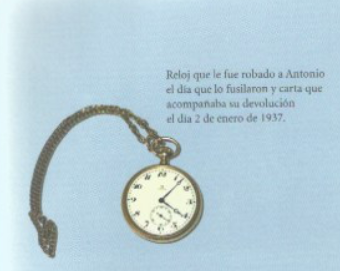 Reloj que le fue robado a Antonio
el día que lo fusilaron y carta que
acompañaba su devolución
el día 2 de enero de 1937.